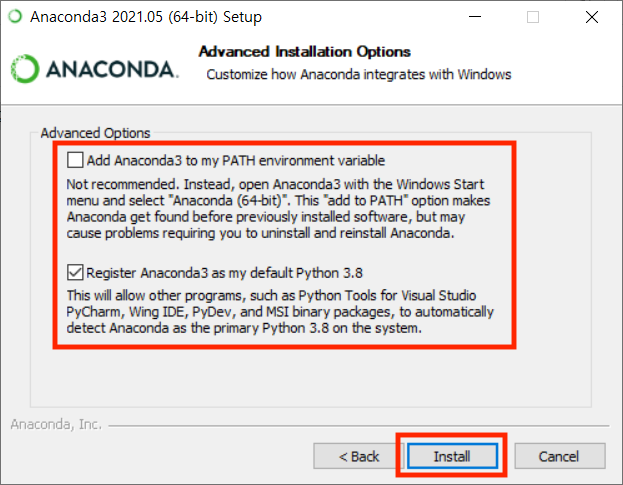 Anaconda3 2021.05 (64-bit) Setup
ANACONDA.
Advanced Installation Options
Customize how Anaconda integrates with Windows
Advanced Options
Add Anaconda3 to my PATH environment variable
Not recommended. Instead, open Anaconda3 with the Windows Start
menu and select "Anaconda (64-bit)". This "add to PATH" option makes
Anaconda get found before previously installed software, but may
cause problems requiring you to uninstall and reinstall Anaconda.
Register Anaconda3 as my default Python 3.8
This will allow other programs, such as Python Tools for Visual Studio
PyCharm, Wing IDE, PyDev, and MSI binary packages, to automatically
detect Anaconda as the primary Python 3.8 on the system.
Anaconda, Inc.
< Back
Install
Cancel